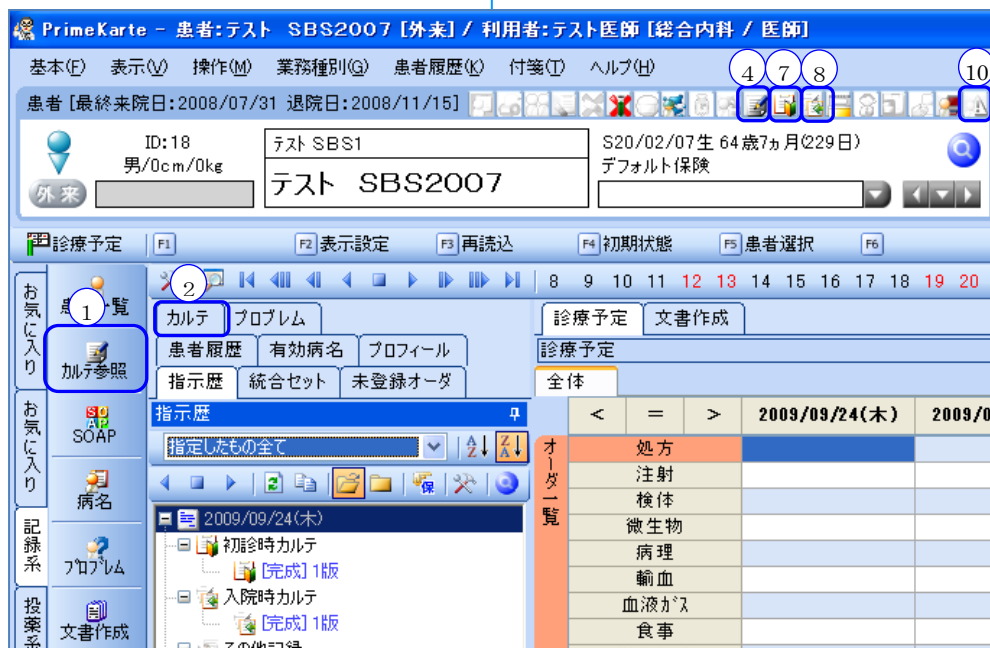 PrimeKarte - 患者:テスト SBS2007 [外来] / 利用者:テスト医師 [総合内科 / 医師]
基本(F) 表示(V) 操作(M) 業務種別(G) 患者履歴(K) 付箋(T) ヘルプ(H)
4 7 8 10
患者 [最終来院日:2008/07/31 退院日:2008/11/15]
ID:18
男/0cm/0kg
外来
テスト SBS1
テスト SBS2007
S20/02/07生 64歳7ヵ月(229日)
デフォルト保険
診療予定 F1 F2 表示設定 F3 再読込 F4 初期状態 F5 患者選択 F6
お気に入り
お気に入り
記録系
投薬系
1
覧
カルテ参照
SOAP
病名
プロブレム
文書作成
2
8 9 10 11 12 13 14 15 16 17 18 19 20
カルテ プロブレム
患者履歴 有効病名 プロフィール
指示歴 統合セット 未登録オーダ
指示歴
指定したもの全て
2009/09/24(木)
初診時カルテ
[完成] 1版
入院時カルテ
[完成] 1版
その他記録
診療予定 文書作成
診療予定
全体
< = > 2009/09/24(木) 2009/0
オーダ一覧
処方
注射
検体
微生物
病理
輸血
血液ガス
食事